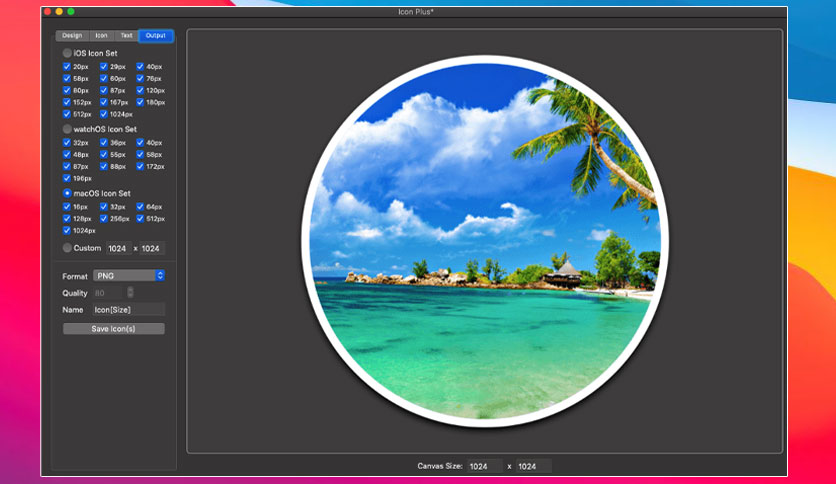 Icon Plus*
Design Icon Text Output
iOS Icon Set
20px 29px 40px
58px 60px 76px
80px 87px 120px
152px 167px 180px
512px 1024px
watchOS Icon Set
32px 36px 40px
48px 55px 58px
87px 88px 172px
196px
macOS Icon Set
16px 32px 64px
128px 256px 512px
1024px
Custom 1024 x 1024
Format PNG
Quality 80
Name Icon[Size]
Save Icon(s)
Canvas Size: 1024 x 1024